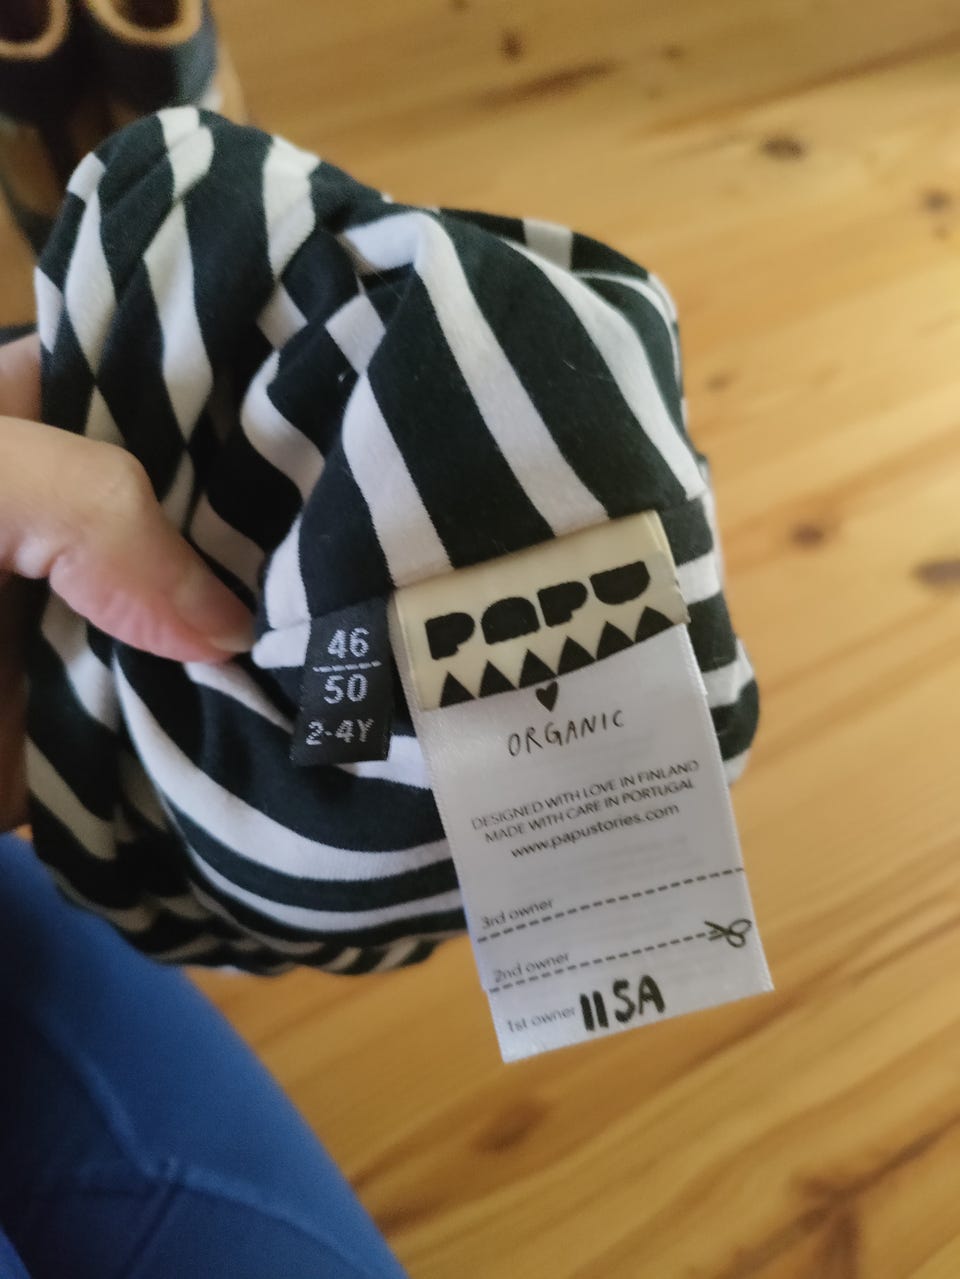 46
50
2-4Y
PAPU
ORGANIC
DESIGNED WITH LOVE IN FINLAND
MADE WITH CARE IN PORTUGAL
www.papustories.com
3rd owner
2nd owner
1st owner IISA